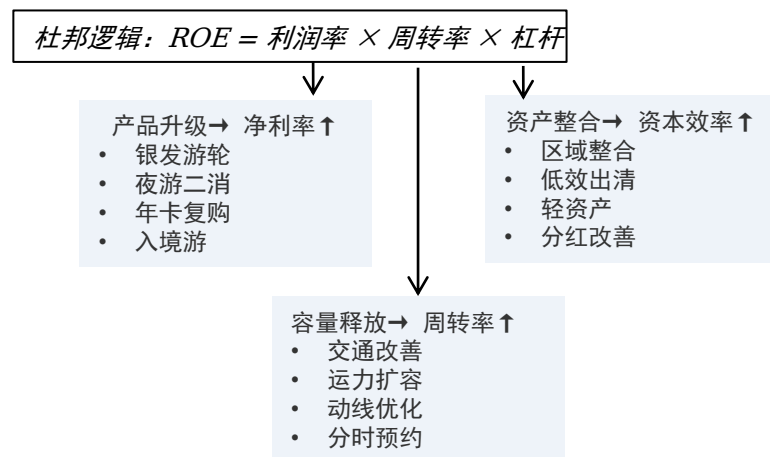 杜邦逻辑：ROE = 利润率 × 周转率 × 杠杆
产品升级→ 净利率↑
• 银发游轮
• 夜游二消
• 年卡复购
• 入境游
资产整合→ 资本效率↑
• 区域整合
• 低效出清
• 轻资产
• 分红改善
容量释放→ 周转率↑
• 交通改善
• 运力扩容
• 动线优化
• 分时预约